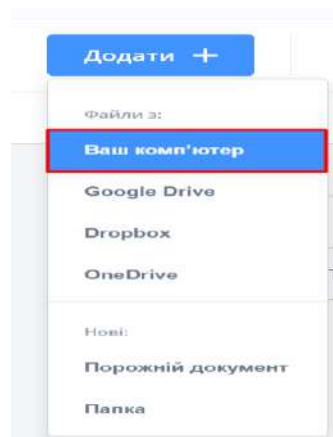 Додати +
Файли з:
Ваш комп'ютер
Google Drive
Dropbox
OneDrive
Нові:
Порожній документ
Папка